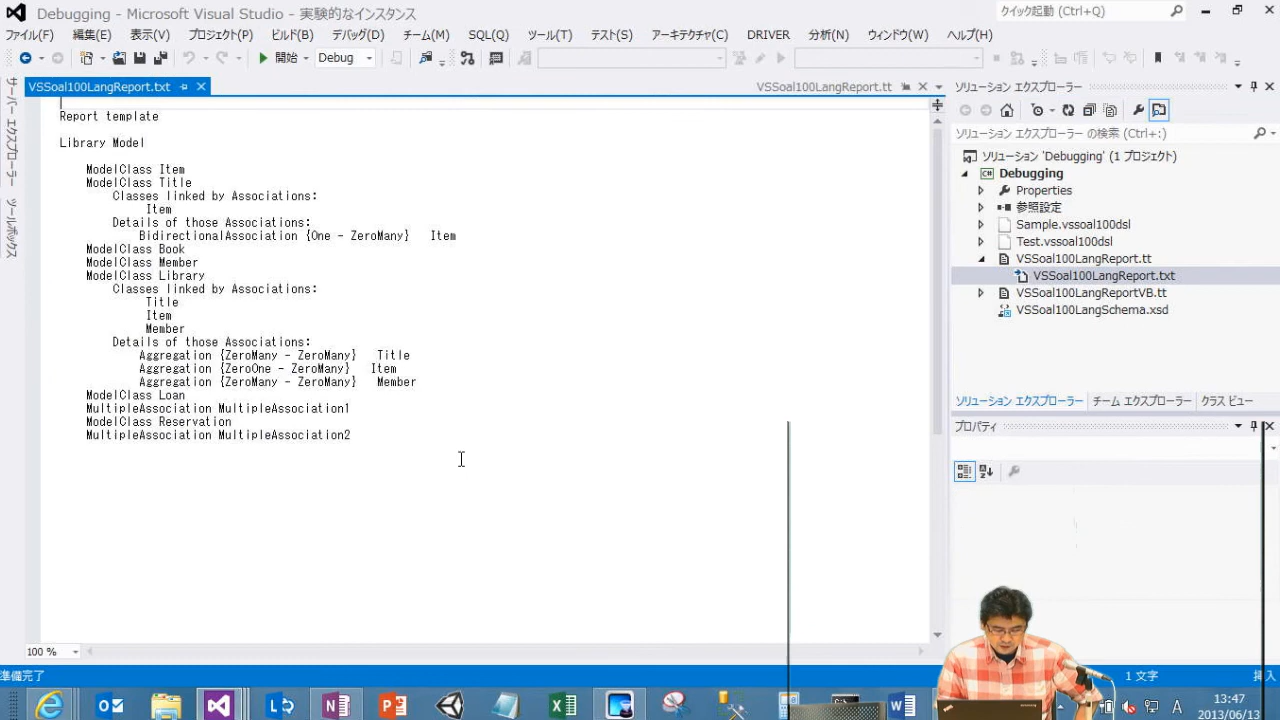 Debugging - Microsoft Visual Studio - 実験的なインスタンス
クイック起動 (Ctrl+Q)
ファイル(F) 編集(E) 表示(V) プロジェクト(P) ビルド(B) デバッグ(D) チーム(M) SQL(Q) ツール(T) テスト(S) アーキテクチャ(C) DRIVER 分析(N) ウィンドウ(W) ヘルプ(H)
開始 Debug
サーバー エクスプローラー
ツールボックス
VSSoal100LangReport.txt
VSSoal100LangReport.tt
Report template
Library Model
ModelClass Item
ModelClass Title
Classes linked by Associations:
Item
Details of those Associations:
BidirectionalAssociation {One - ZeroMany} Item
ModelClass Book
ModelClass Member
ModelClass Library
Classes linked by Associations:
Title
Item
Member
Details of those Associations:
Aggregation {ZeroMany - ZeroMany} Title
Aggregation {ZeroOne - ZeroMany} Item
Aggregation {ZeroMany - ZeroMany} Member
ModelClass Loan
MultipleAssociation MultipleAssociation1
ModelClass Reservation
MultipleAssociation MultipleAssociation2
100 %
ソリューション エクスプローラー
ソリューション エクスプローラー の検索 (Ctrl+:)
ソリューション 'Debugging' (1 プロジェクト)
C# Debugging
Properties
参照設定
Sample.vssoal100dsl
Test.vssoal100dsl
VSSoal100LangReport.tt
VSSoal100LangReport.txt
VSSoal100LangReportVB.tt
VSSoal100LangSchema.xsd
ソリューション エクスプローラー チーム エクスプローラー クラス ビュー
プロパティ
準備完了
1 文字
挿入
A
13:47
2013/06/13